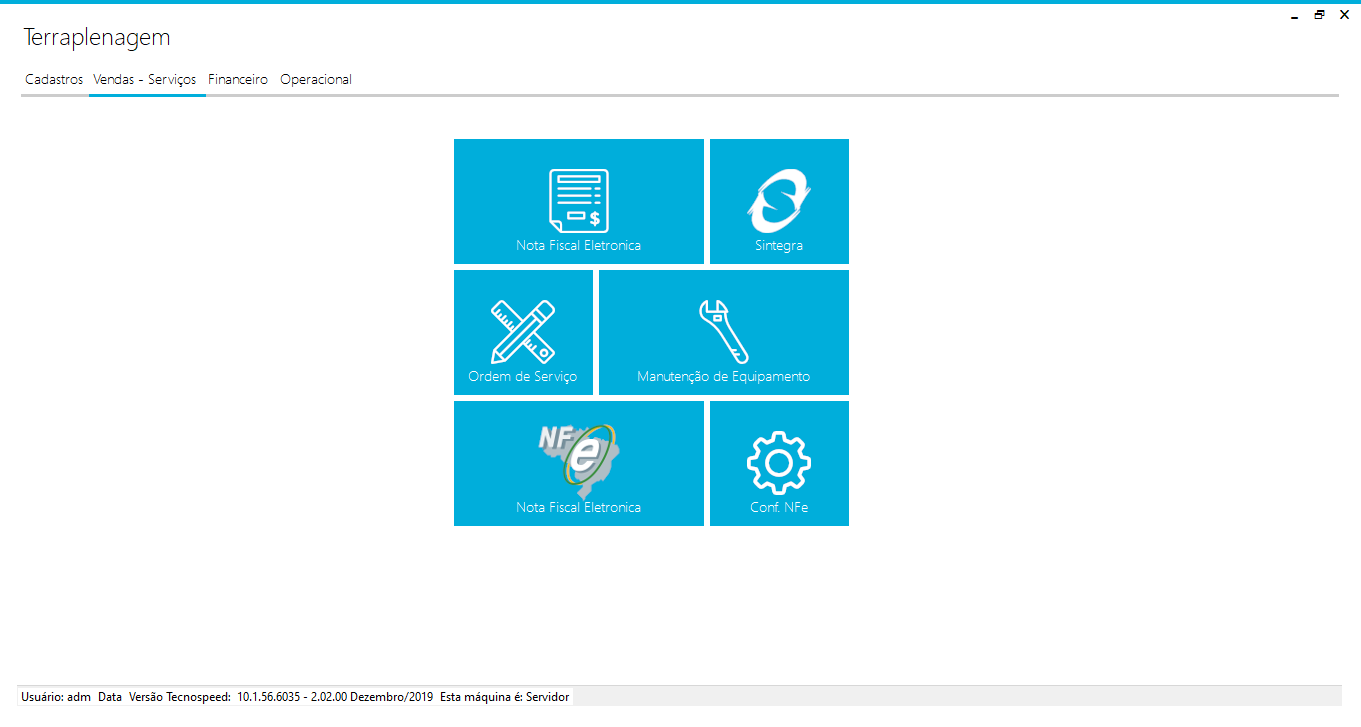 Terraplenagem
Cadastros Vendas - Serviços Financeiro Operacional
$
Nota Fiscal Eletronica Sintegra
Ordem de Serviço Manutenção de Equipamento
NF e
Nota Fiscal Eletronica Conf. NFe
Usuário: adm Data Versão Tecnospeed: 10.1.56.6035 - 2.02.00 Dezembro/2019 Esta máquina é: Servidor